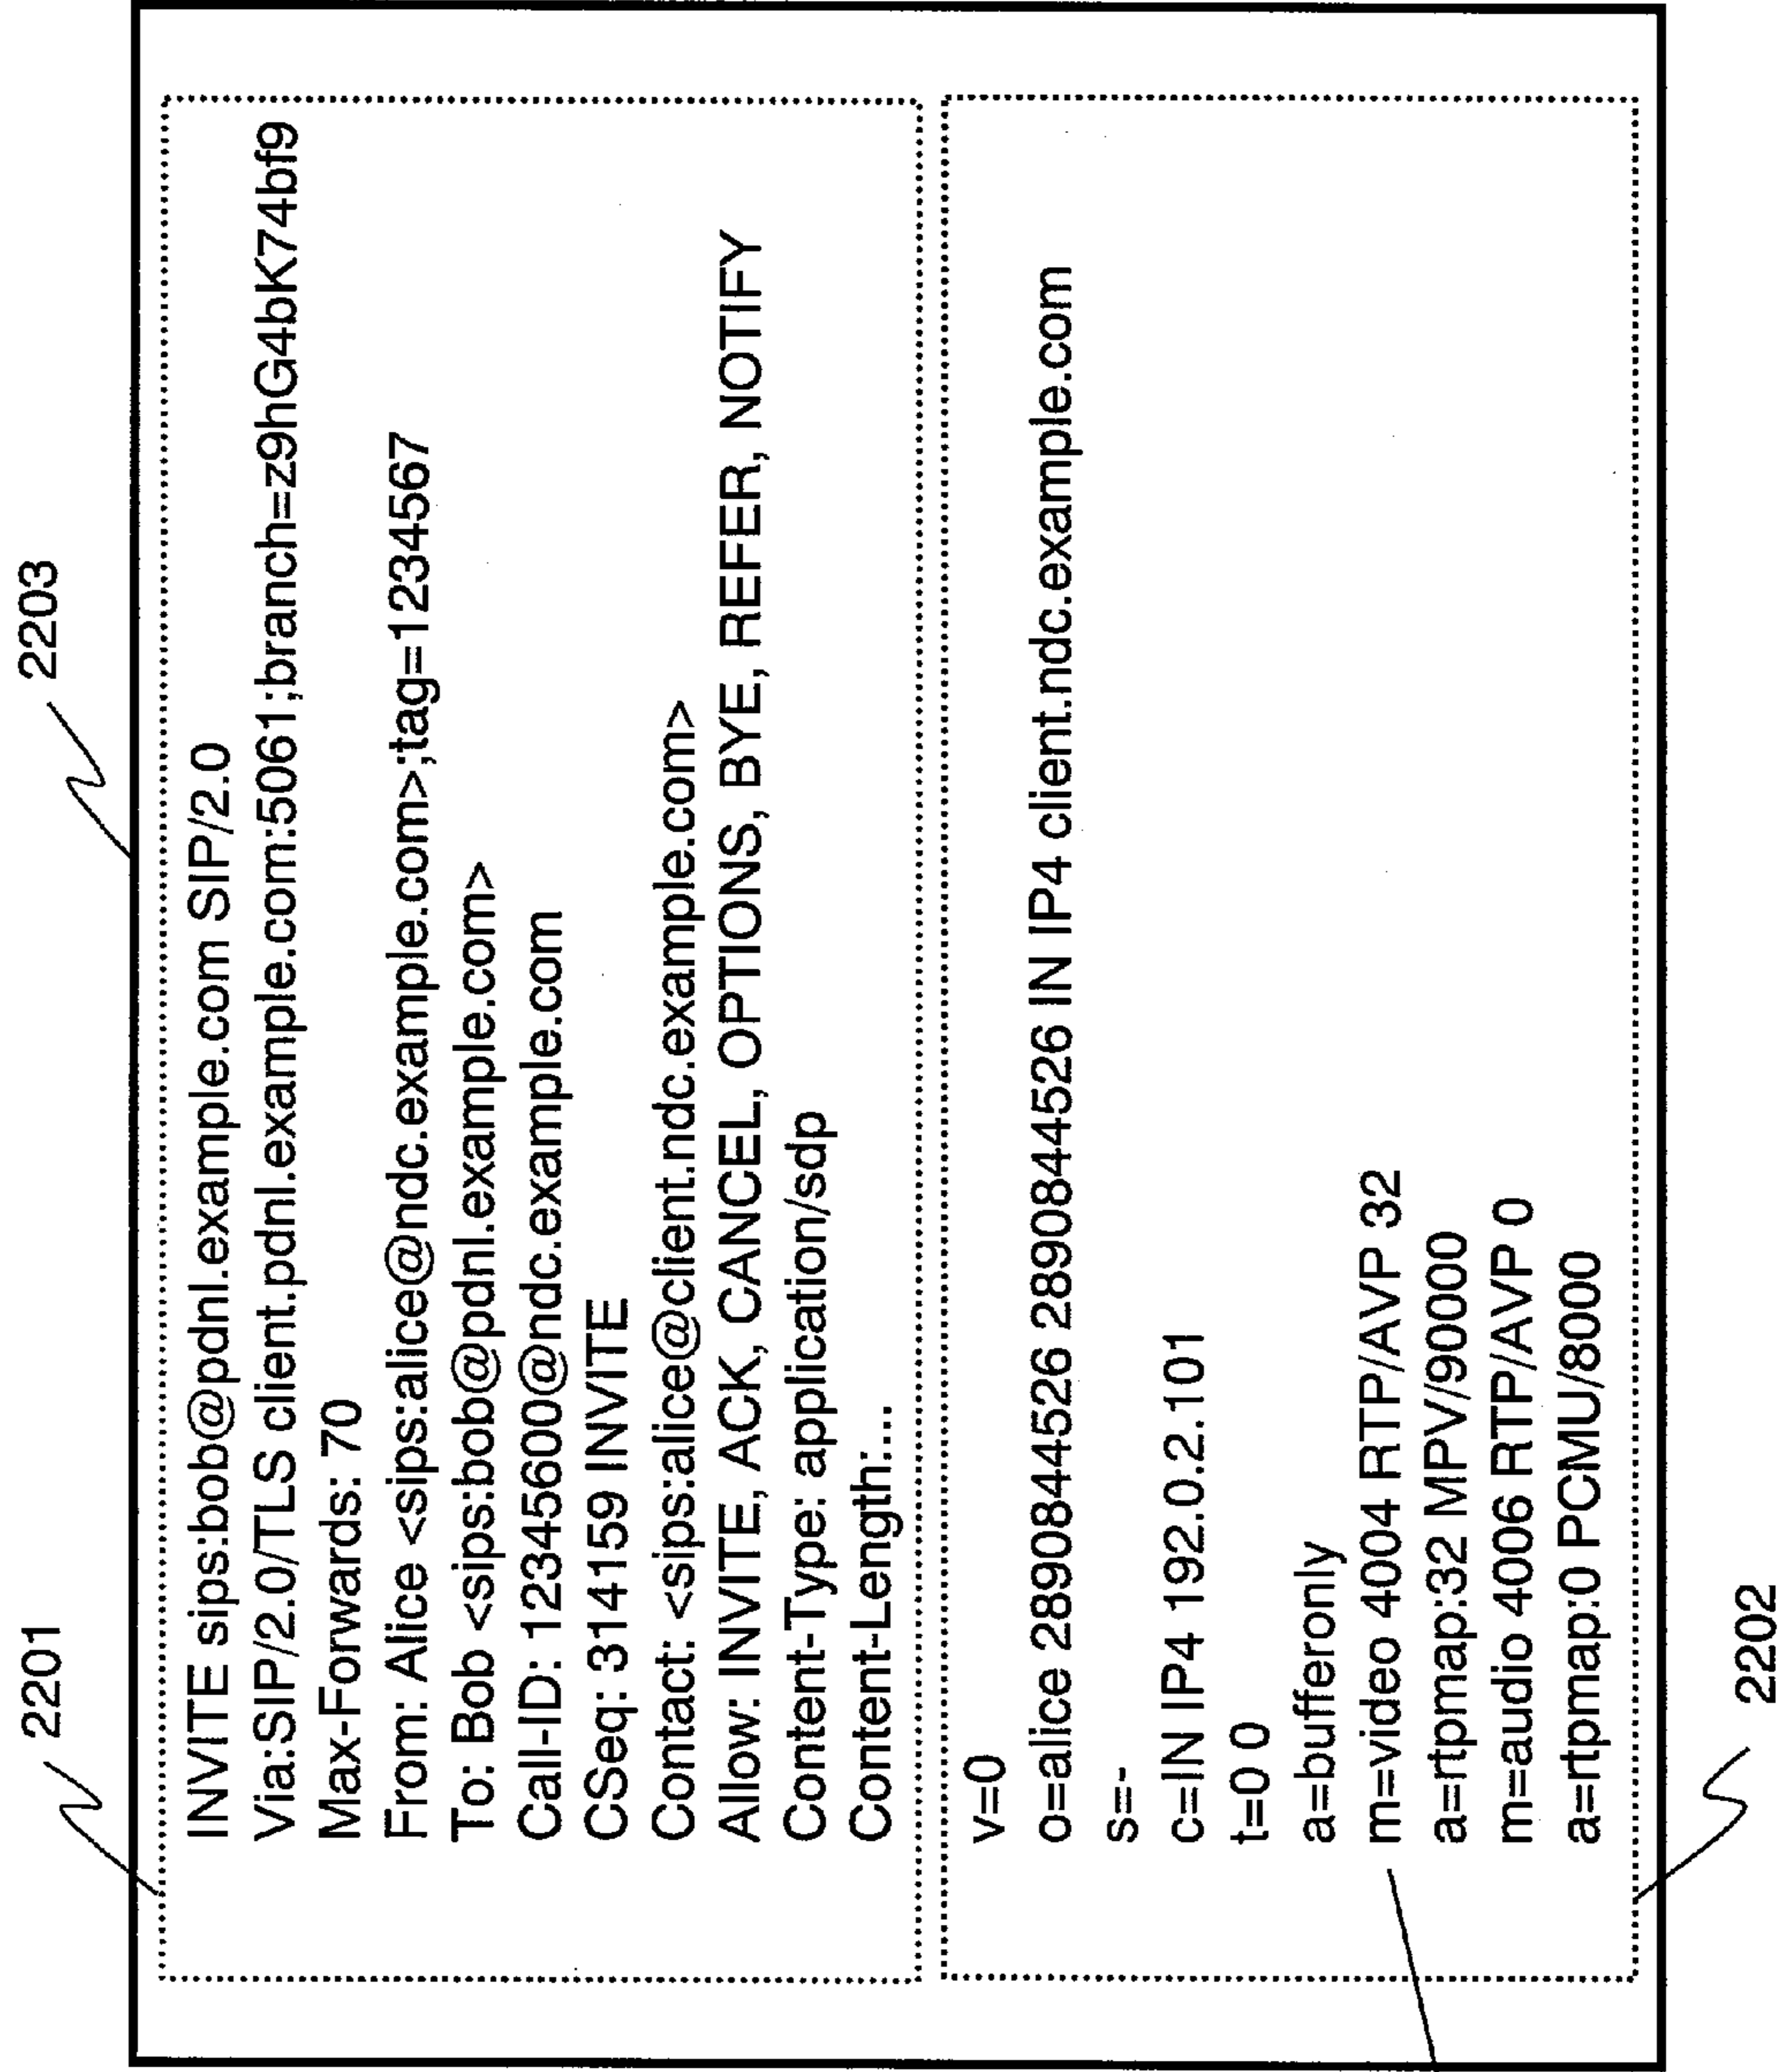 2201
2203
INVITE sips:bob@pdnl.example.com SIP/2.0
Via:SIP/2.0/TLS client.pdnl.example.com:5061;branch=z9hG4bK74bf9
Max-Forwards: 70
From: Alice <sips:alice@ndc.example.com>;tag=1234567
To: Bob <sips:bob@pdnl.example.com>
Call-ID: 12345600@ndc.example.com
CSeq: 314159 INVITE
Contact: <sips:alice@client.ndc.example.com>
Allow: INVITE, ACK, CANCEL, OPTIONS, BYE, REFER, NOTIFY
Content-Type: application/sdp
Content-Length:...
v=0
o=alice 2890844526 2890844526 IN IP4 client.ndc.example.com
s=-
c=IN IP4 192.0.2.101
t=0 0
a=bufferonly
m=video 4004 RTP/AVP 32
a=rtpmap:32 MPV/90000
m=audio 4006 RTP/AVP 0
a=rtpmap:0 PCMU/8000
2202